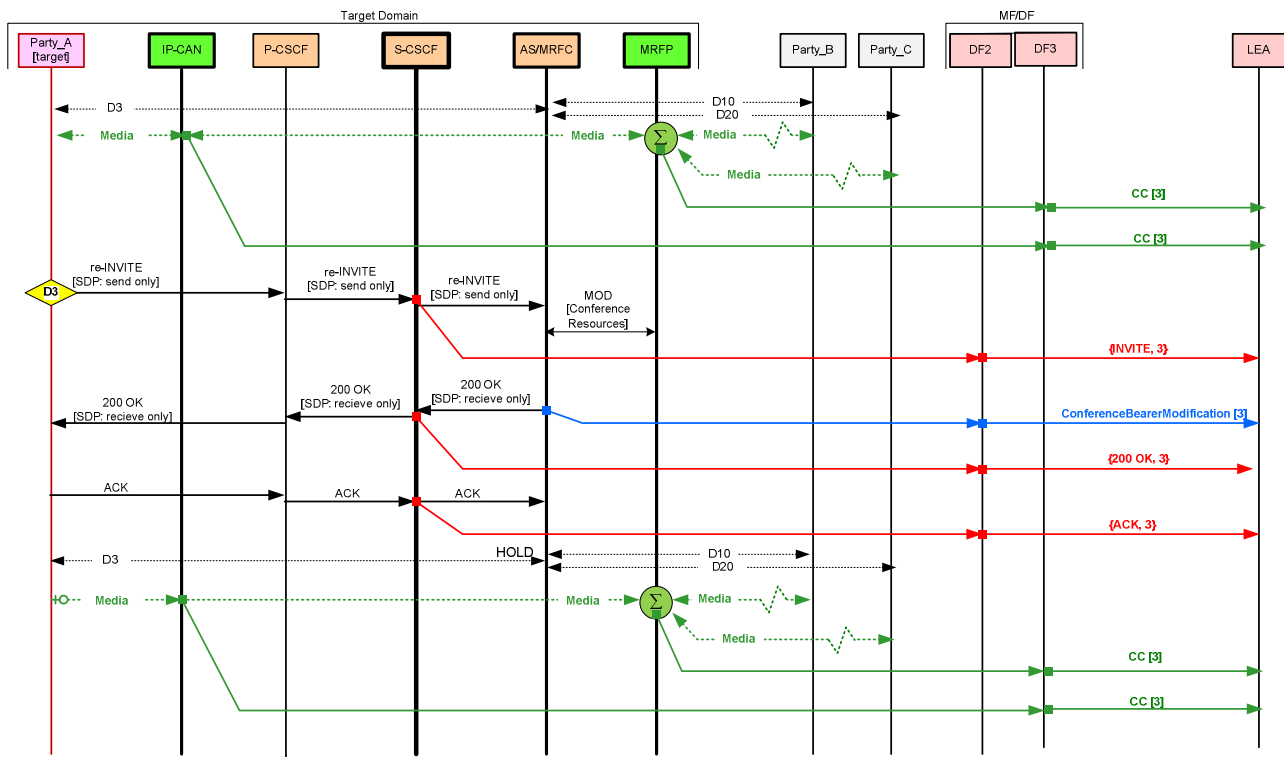 Target Domain
MF/DF
Party_A
[target]
IP-CAN
P-CSCF
S-CSCF
AS/MRFC
MRFP
Party_B
Party_C
DF2
DF3
LEA
D3
D10
D20
Media
Media
Σ
Media
Media
CC [3]
CC [3]
D3
re-INVITE
[SDP: send only]
re-INVITE
[SDP: send only]
re-INVITE
[SDP: send only]
MOD
[Conference
Resources]
{INVITE, 3}
200 OK
[SDP: recieve only]
200 OK
[SDP: recieve only]
200 OK
[SDP: recieve only]
ConferenceBearerModification [3]
{200 OK, 3}
ACK
ACK
ACK
{ACK, 3}
D3
HOLD
D10
D20
Media
Media
Σ
Media
Media
CC [3]
CC [3]